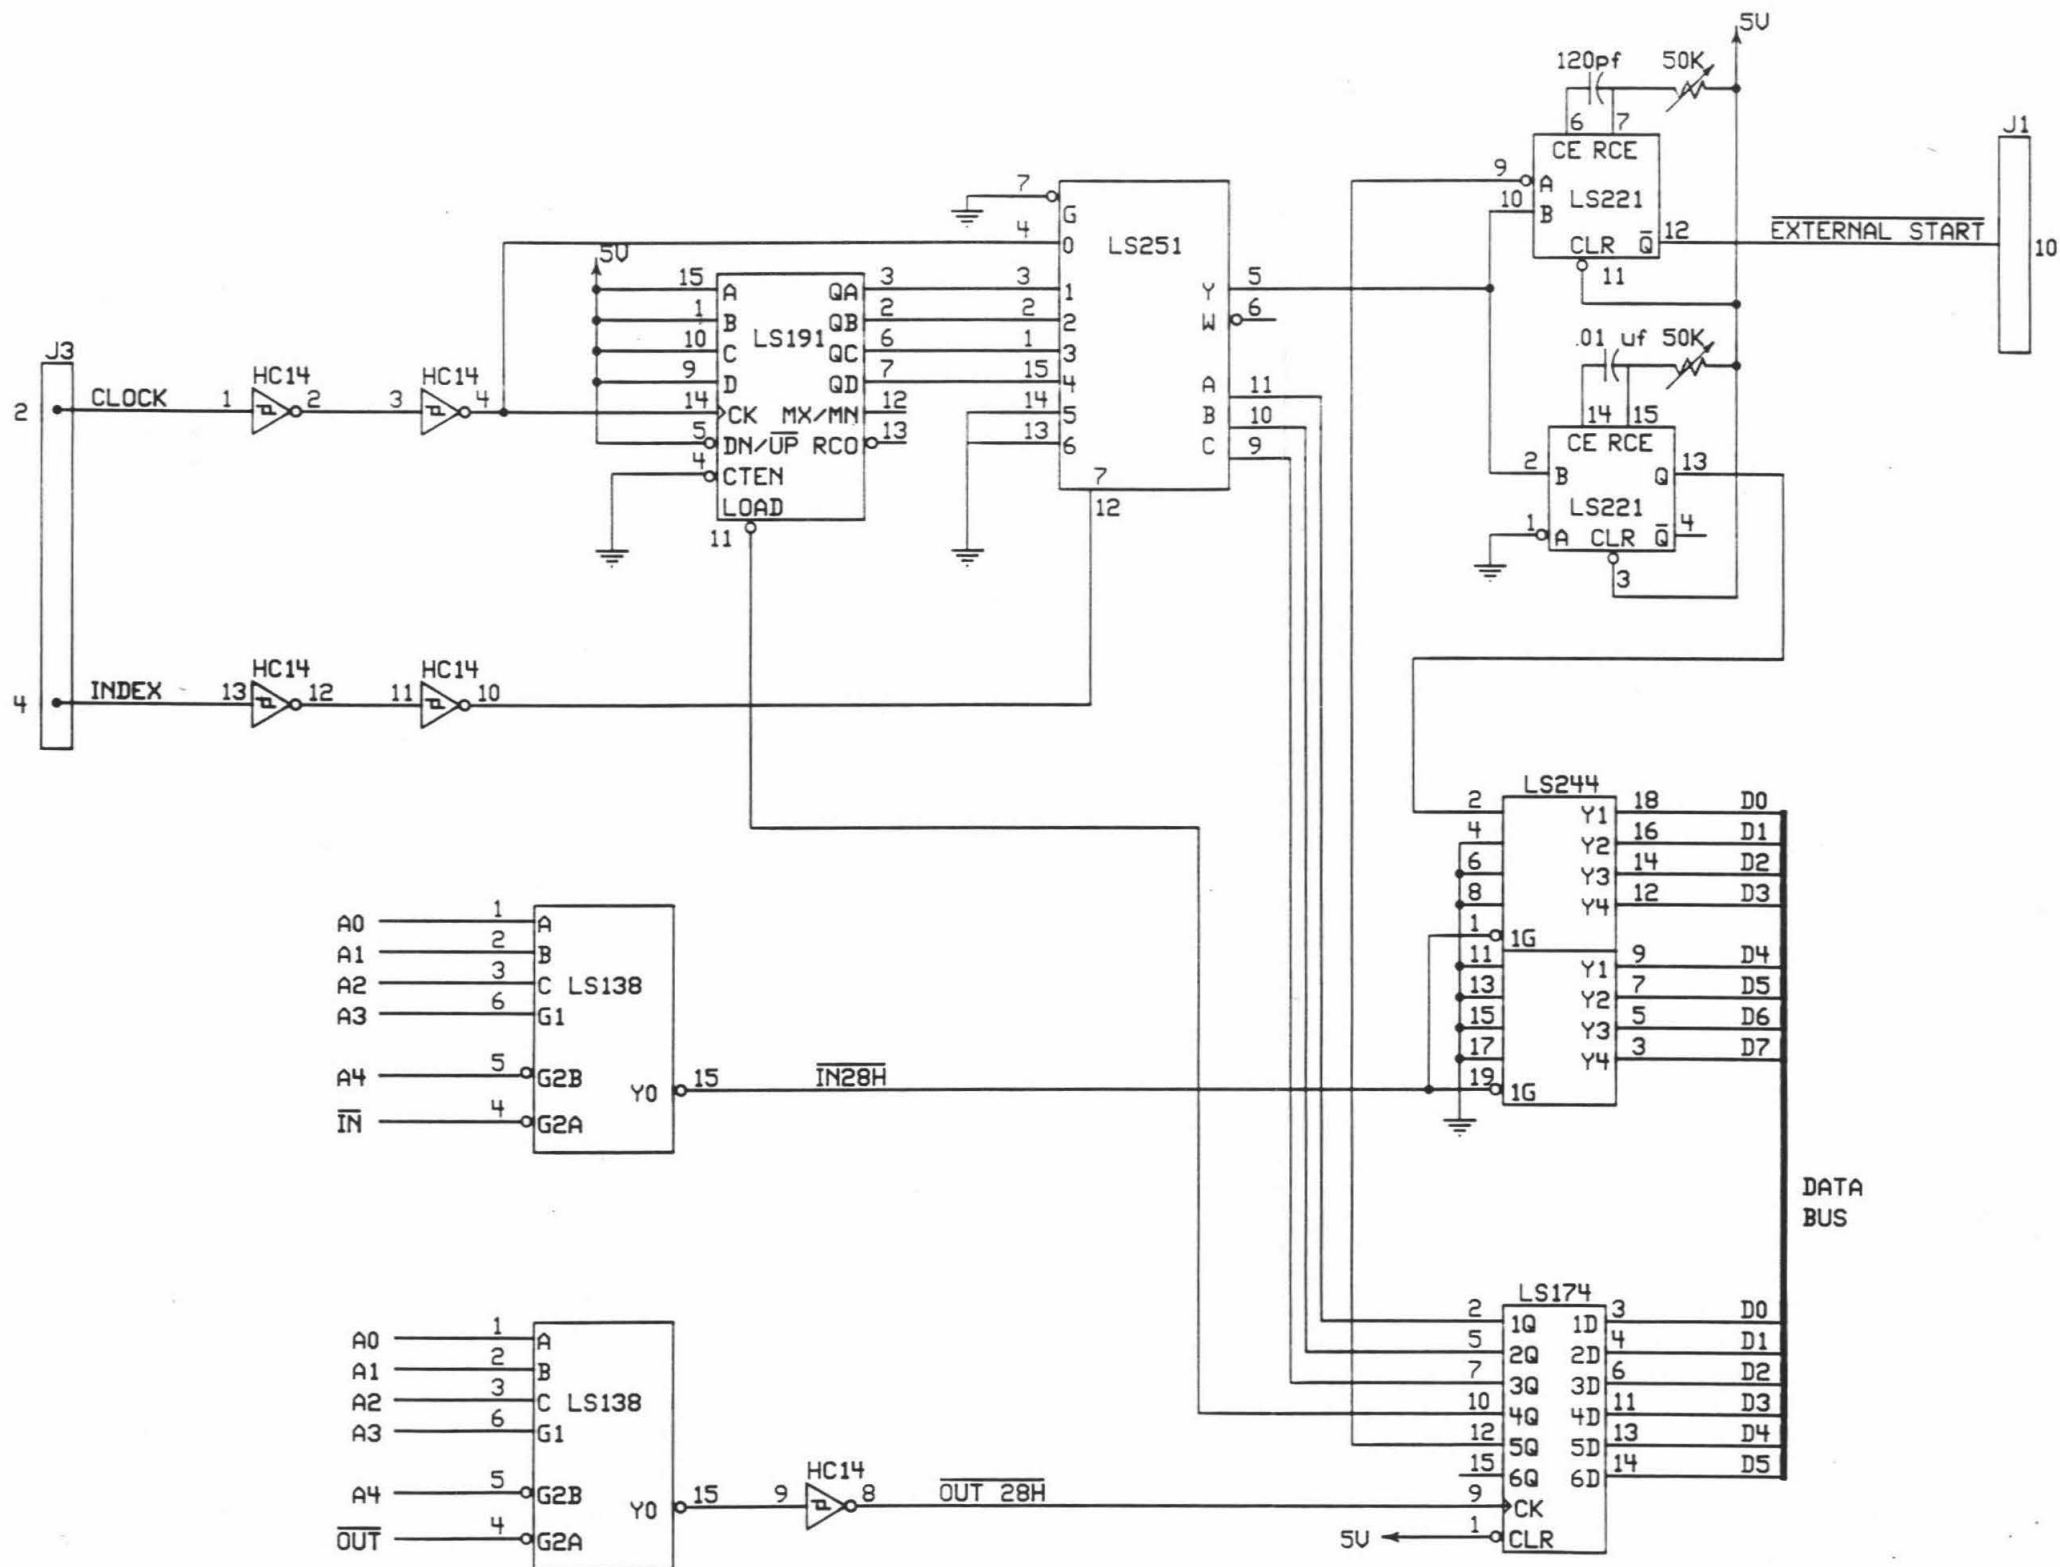 5V
120pf 50K
6 7
CE RCE
9 A
10 B
LS221
CLR Q̅ 12
11
EXTERNAL START
J1
10
7 G
4 0
LS251
5V
15 A QA 3 3 1
1 B QB 2 2 2
10 C LS191 QC 6 1 3
9 D QD 7 15 4
14 CK MX/MN 12 14 5
5 DN/U̅P̅ RCO 13 13 6
4 CTEN
LOAD
11
Y 5
W 6
A 11
B 10
C 9
7
12
.01 uf 50K
14 15
CE RCE
2 B Q 13
LS221
1 A CLR Q̅ 4
3
J3
2 CLOCK 1 HC14 2 3 HC14 4
4 INDEX 13 HC14 12 11 HC14 10
LS244
2 Y1 18 D0
4 Y2 16 D1
6 Y3 14 D2
8 Y4 12 D3
1 1G
11 Y1 9 D4
13 Y2 7 D5
15 Y3 5 D6
17 Y4 3 D7
19 1G
A0 1 A
A1 2 B
A2 3 C LS138
A3 6 G1
A4 5 G2B
I̅N̅ 4 G2A
Y0 15 I̅N̅2̅8̅H̅
DATA
BUS
LS174
2 1Q 1D 3 D0
5 2Q 2D 4 D1
7 3Q 3D 6 D2
10 4Q 4D 11 D3
12 5Q 5D 13 D4
15 6Q 6D 14 D5
9 CK
5V 1 CLR
A0 1 A
A1 2 B
A2 3 C LS138
A3 6 G1
A4 5 G2B
O̅U̅T̅ 4 G2A
Y0 15 9 HC14 8 O̅U̅T̅ 2̅8̅H̅